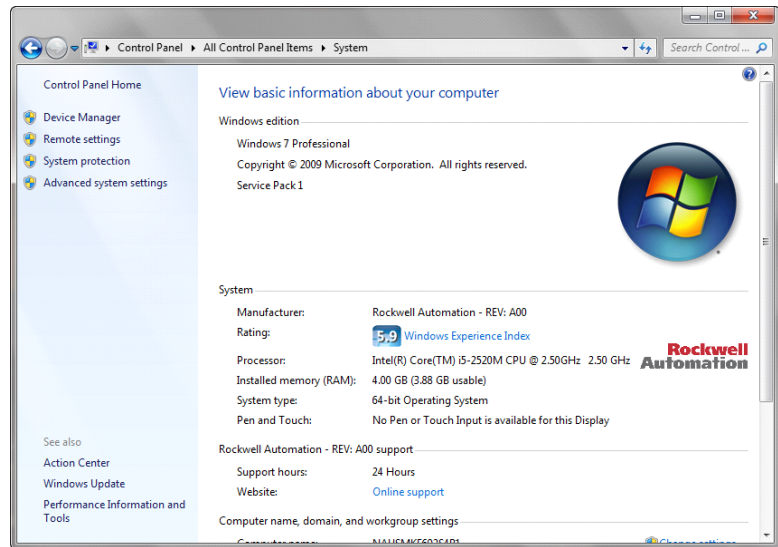 Control Panel ▸ All Control Panel Items ▸ System
Search Control ...
Control Panel Home
Device Manager
Remote settings
System protection
Advanced system settings
See also
Action Center
Windows Update
Performance Information and
Tools
View basic information about your computer
Windows edition
Windows 7 Professional
Copyright © 2009 Microsoft Corporation. All rights reserved.
Service Pack 1
System
Manufacturer: Rockwell Automation - REV: A00
Rating: 5.9 Windows Experience Index
Processor: Intel(R) Core(TM) i5-2520M CPU @ 2.50GHz 2.50 GHz
Installed memory (RAM): 4.00 GB (3.88 GB usable)
System type: 64-bit Operating System
Pen and Touch: No Pen or Touch Input is available for this Display
Rockwell
Automation
Rockwell Automation - REV: A00 support
Support hours: 24 Hours
Website: Online support
Computer name, domain, and workgroup settings
Computer name:
Change settings